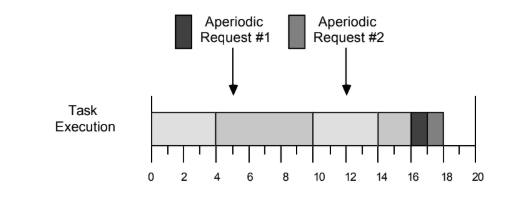 Aperiodic
Request #1
Aperiodic
Request #2
Task
Execution
0 2 4 6 8 10 12 14 16 18 20